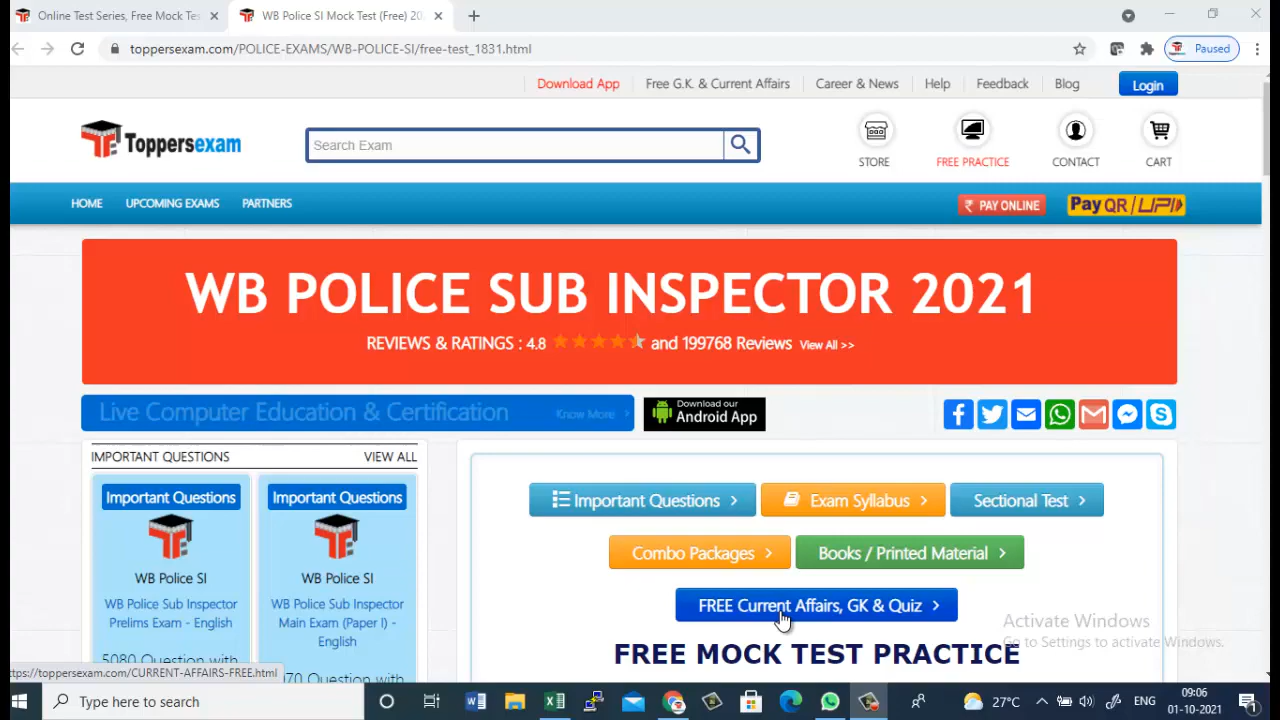 Online Test Series, Free Mock Tes
WB Police SI Mock Test (Free) 20
toppersexam.com/POLICE-EXAMS/WB-POLICE-SI/free-test_1831.html
Paused
Download App
Free G.K. & Current Affairs
Career & News
Help
Feedback
Blog
Login
Toppersexam
Search Exam
STORE
FREE PRACTICE
CONTACT
CART
HOME
UPCOMING EXAMS
PARTNERS
₹ PAY ONLINE
Pay QR/UPI
WB POLICE SUB INSPECTOR 2021
REVIEWS & RATINGS : 4.8 and 199768 Reviews View All >>
Live Computer Education & Certification
Know More
Download our
Android App
IMPORTANT QUESTIONS
VIEW ALL
Important Questions
WB Police SI
WB Police Sub Inspector
Prelims Exam - English
5080 Question with
Important Questions
WB Police SI
WB Police Sub Inspector
Main Exam (Paper I) -
English
Important Questions
Exam Syllabus
Sectional Test
Combo Packages
Books / Printed Material
FREE Current Affairs, GK & Quiz
FREE MOCK TEST PRACTICE
Activate Windows
Go to Settings to activate Windows.
ttps://toppersexam.com/CURRENT-AFFAIRS-FREE.html
Type here to search
27°C
ENG
09:06
01-10-2021
1